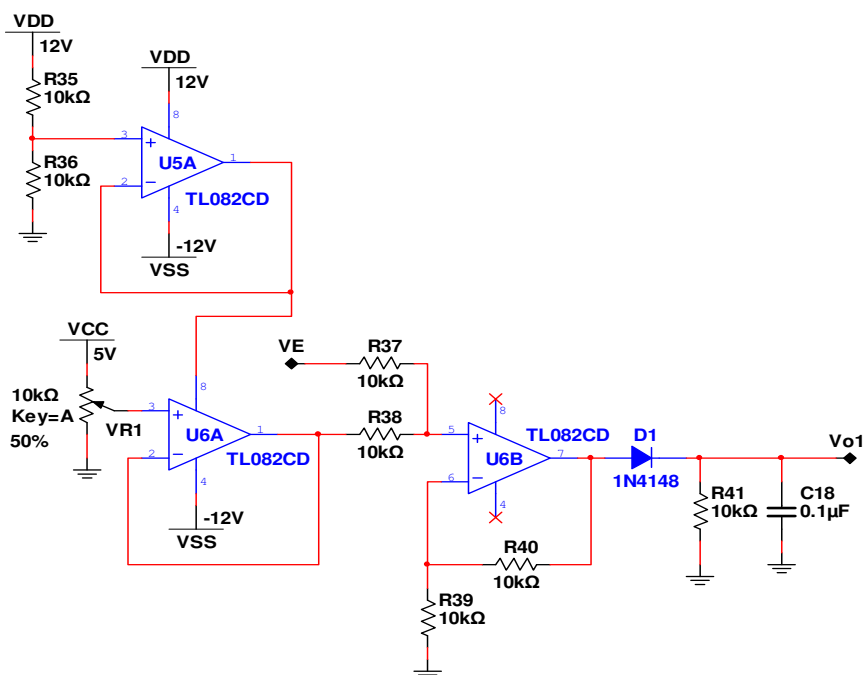 VDD
12V
R35
10kΩ
R36
10kΩ
VDD
12V
8
3
+
U5A
1
2
−
TL082CD
4
-12V
VSS
VCC
5V
10kΩ
Key=A
50%
VR1
8
3
+
U6A
1
2
−
TL082CD
4
-12V
VSS
VE
R37
10kΩ
R38
10kΩ
8
5
+
U6B
7
6
−
TL082CD
4
R40
10kΩ
R39
10kΩ
D1
1N4148
R41
10kΩ
C18
0.1µF
Vo1